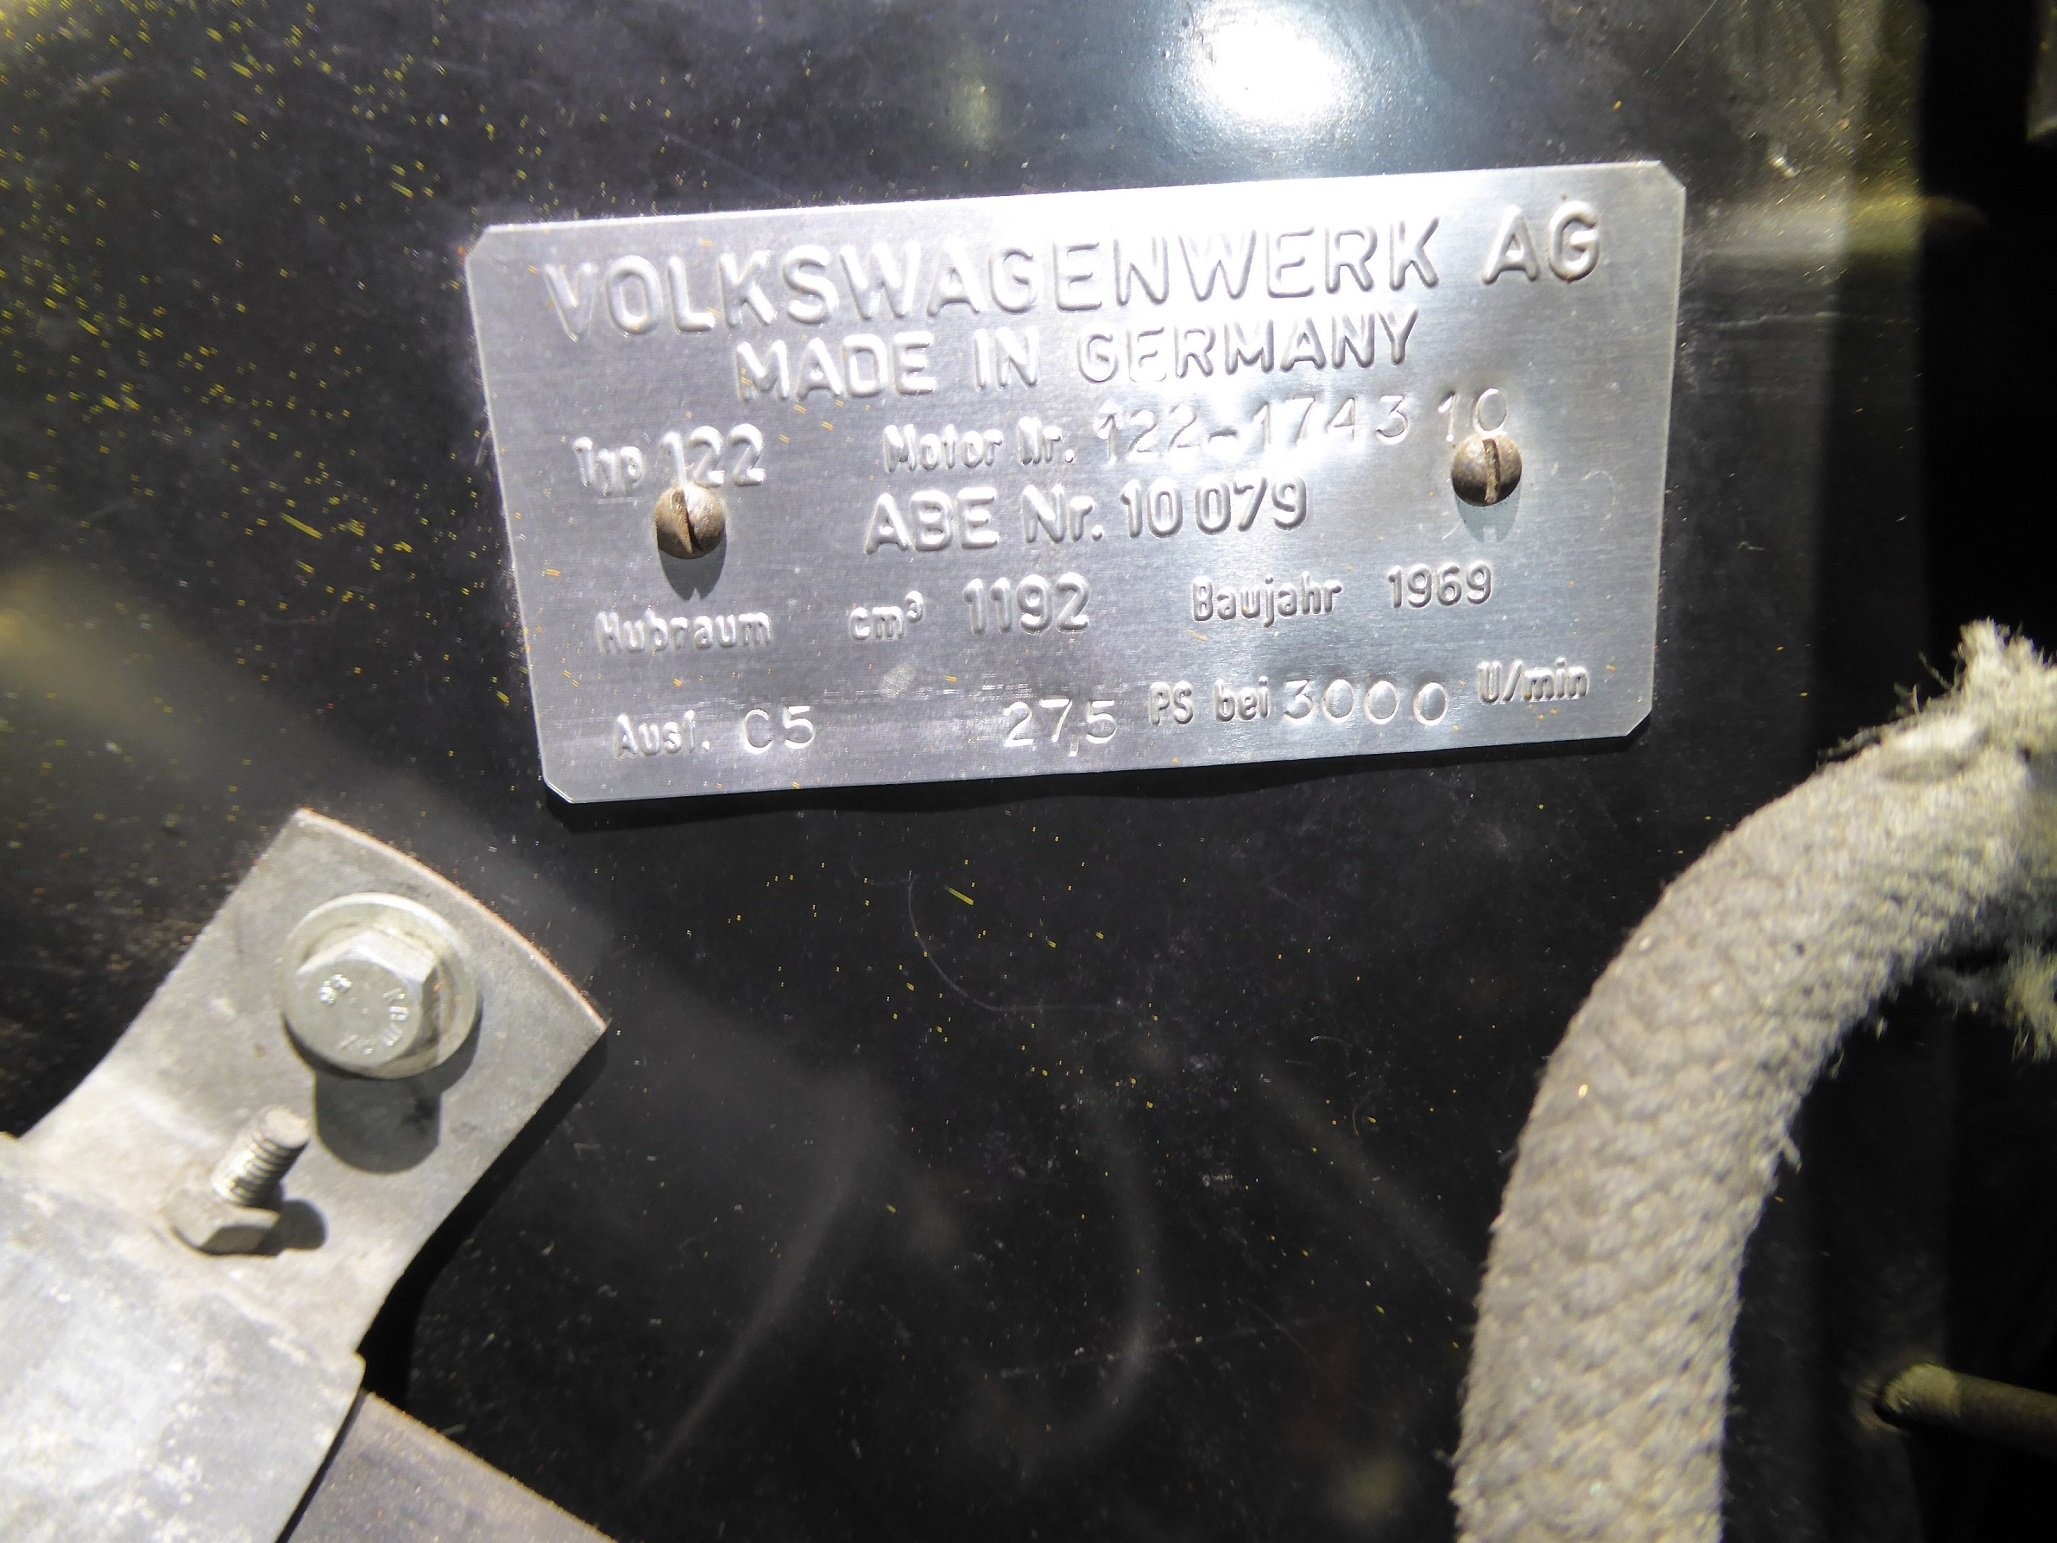 VOLKSWAGENWERK AG
MADE IN GERMANY
Typ 122 Motor Nr. 122-174310
ABE Nr. 10079
Hubraum cm³ 1192 Baujahr 1969
Ausf. C5 27,5 PS bei 3000 U/min